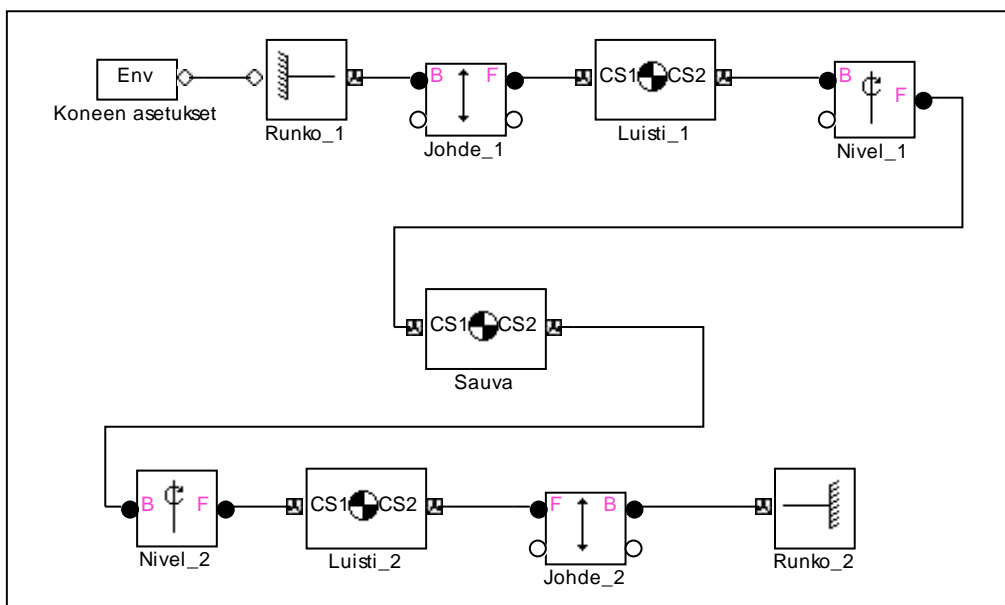 Env
Koneen asetukset
Runko_1
B F
Johde_1
CS1 CS2
Luisti_1
B
F
Nivel_1
CS1 CS2
Sauva
B F
Nivel_2
CS1 CS2
Luisti_2
F B
Johde_2
Runko_2